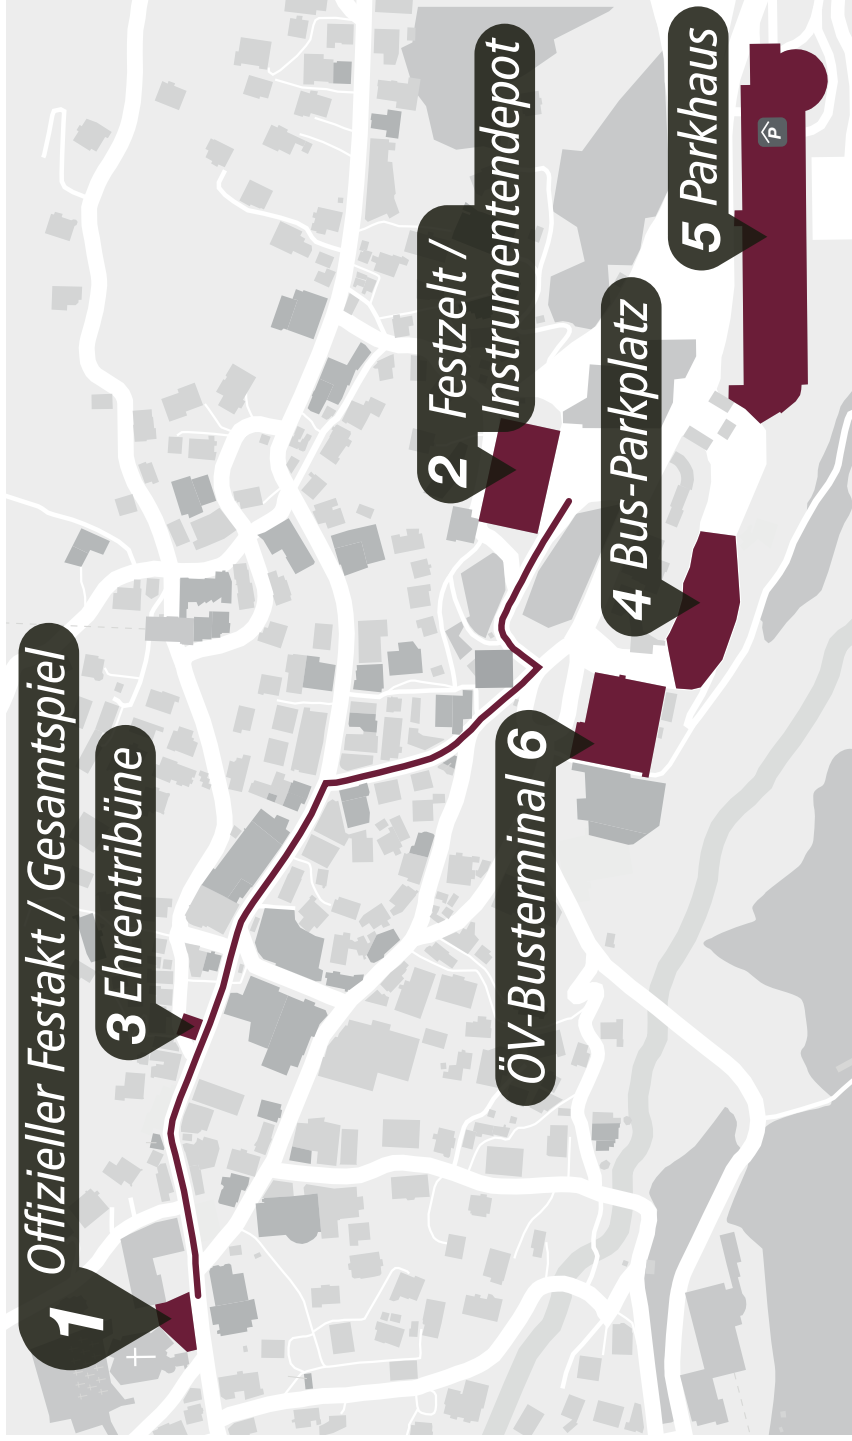 1 Offizieller Festakt / Gesamtspiel
3 Ehrentribüne
2 Festzelt /
Instrumentendepot
ÖV-Busterminal 6
4 Bus-Parkplatz
5 Parkhaus
P